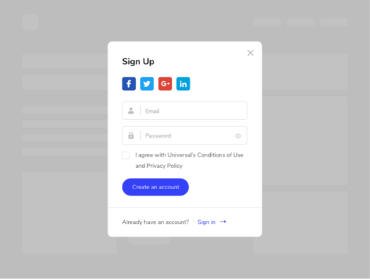 Sign Up
f G+ in
Email
Password
I agree with Universal's Conditions of Use
and Privacy Policy
Create an account
Already have an account? Sign in →